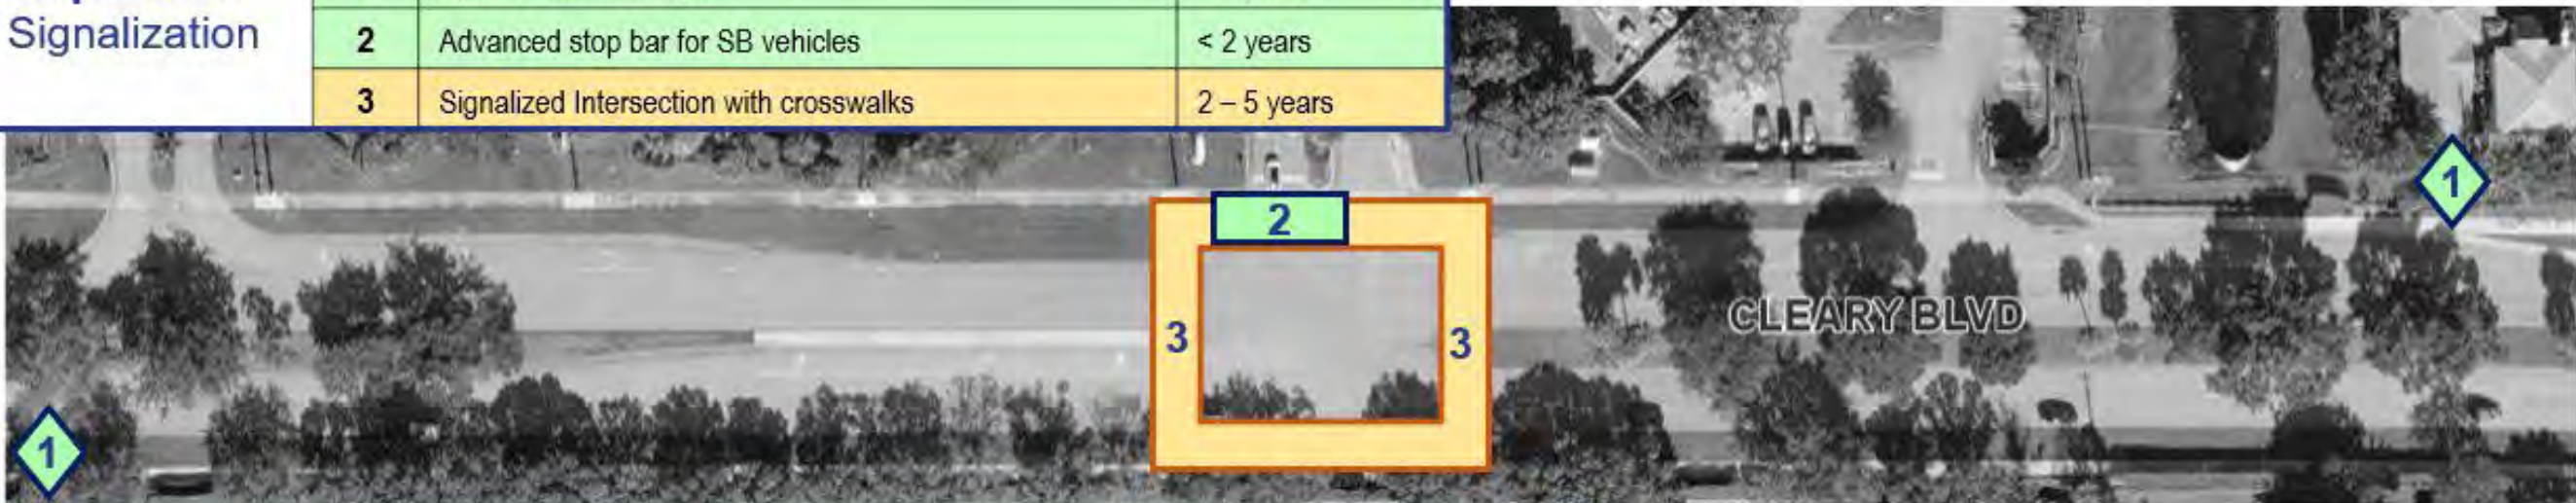 Signalization
2 Advanced stop bar for SB vehicles < 2 years
3 Signalized Intersection with crosswalks 2 – 5 years
1
2
3 3
CLEARY BLVD
1